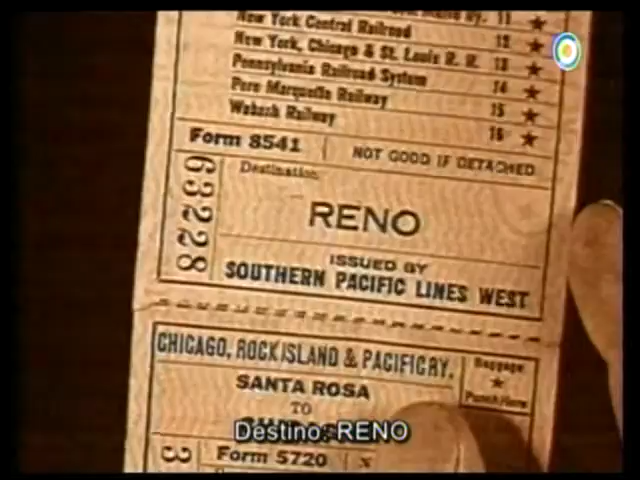 New York Central Railroad 12 ★
New York, Chicago & St. Louis R. R. 13 ★
Pennsylvania Railroad System 14 ★
Pere Marquette Railway 15 ★
Wabash Railway 16 ★
Form 8541
NOT GOOD IF DETACHED
63228
Destination
RENO
ISSUED BY
SOUTHERN PACIFIC LINES WEST
CHICAGO, ROCK ISLAND & PACIFIC RY.
Baggage
★
Punch Here
SANTA ROSA
TO
Destino: RENO
3
Form 5720 x